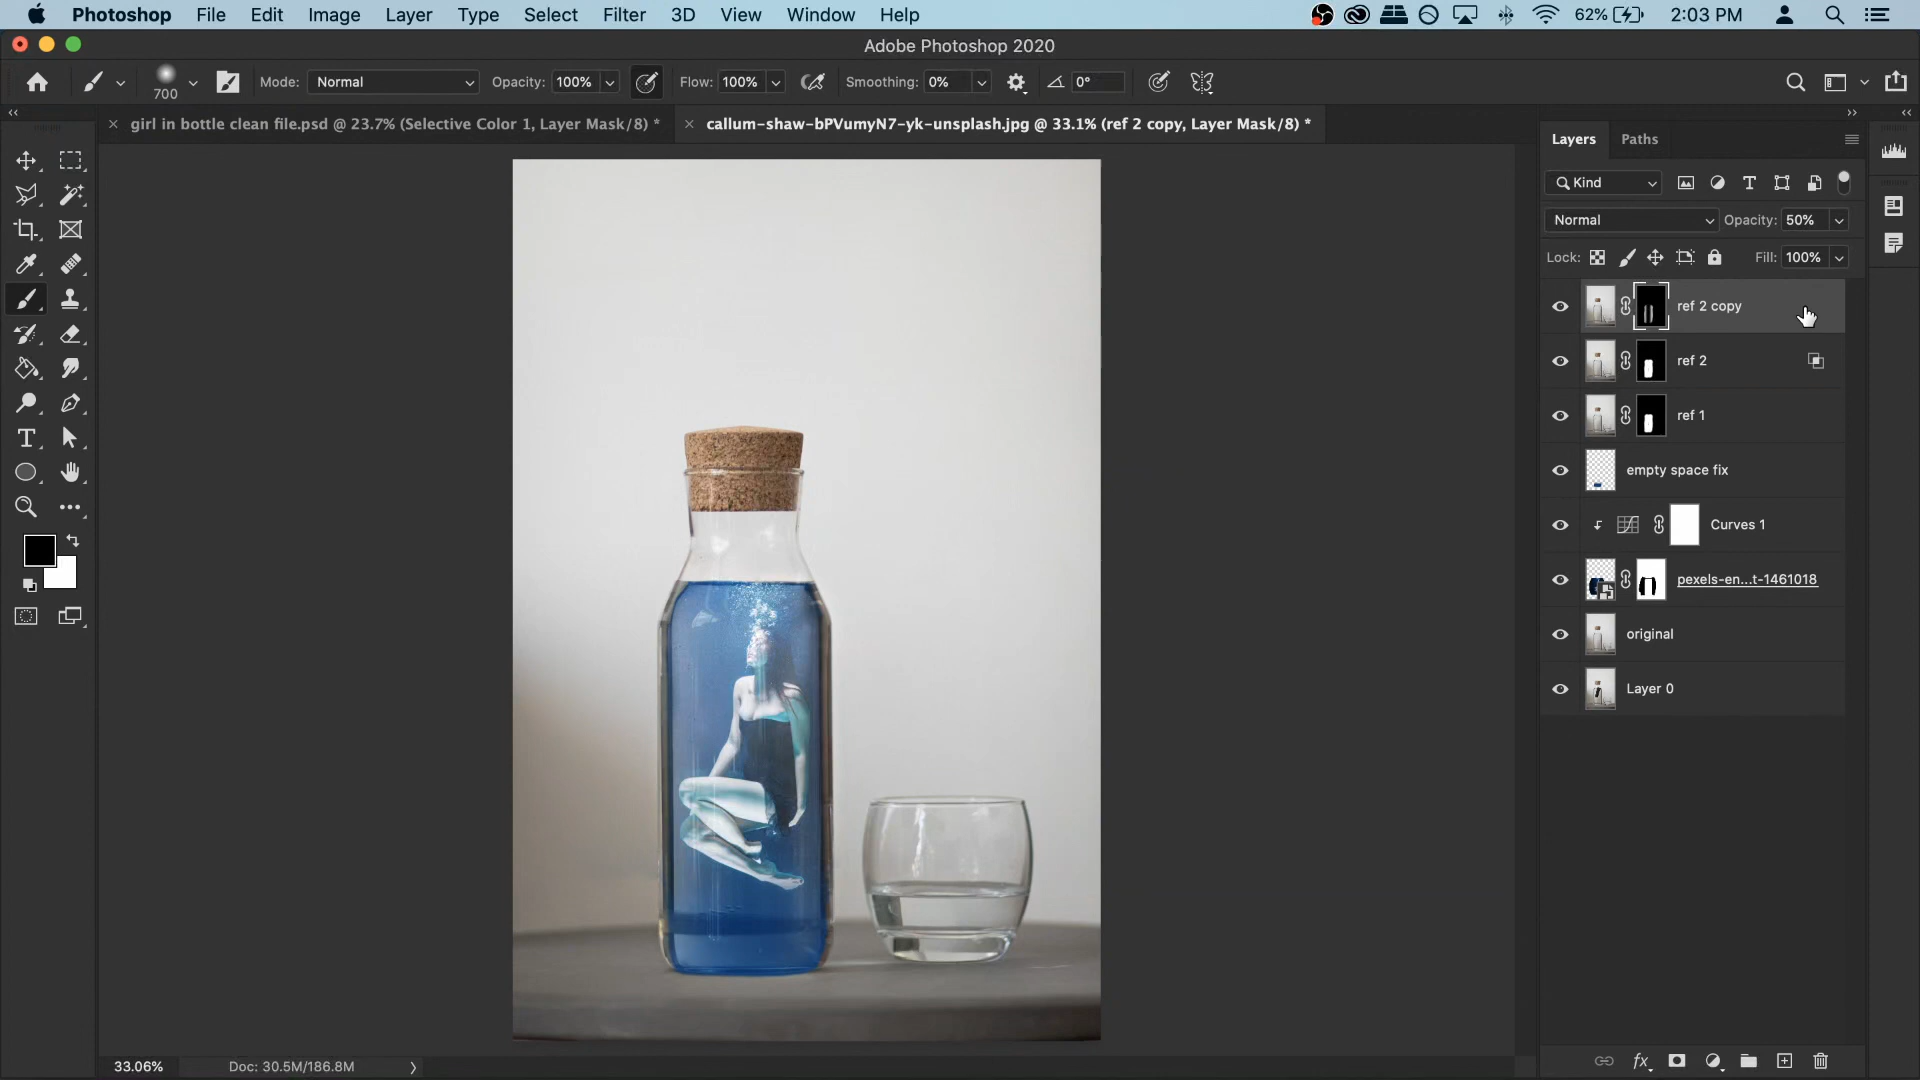 Photoshop File Edit Image Layer Type Select Filter 3D View Window Help 62% 2:03 PM
Adobe Photoshop 2020
700 Mode: Normal Opacity: 100% Flow: 100% Smoothing: 0% 0°
girl in bottle clean file.psd @ 23.7% (Selective Color 1, Layer Mask/8) * callum-shaw-bPVumyN7-yk-unsplash.jpg @ 33.1% (ref 2 copy, Layer Mask/8) *
Layers Paths
Kind
Normal Opacity: 50%
Lock: Fill: 100%
ref 2 copy
ref 2
ref 1
empty space fix
Curves 1
pexels-en...t-1461018
original
Layer 0
33.06% Doc: 30.5M/186.8M